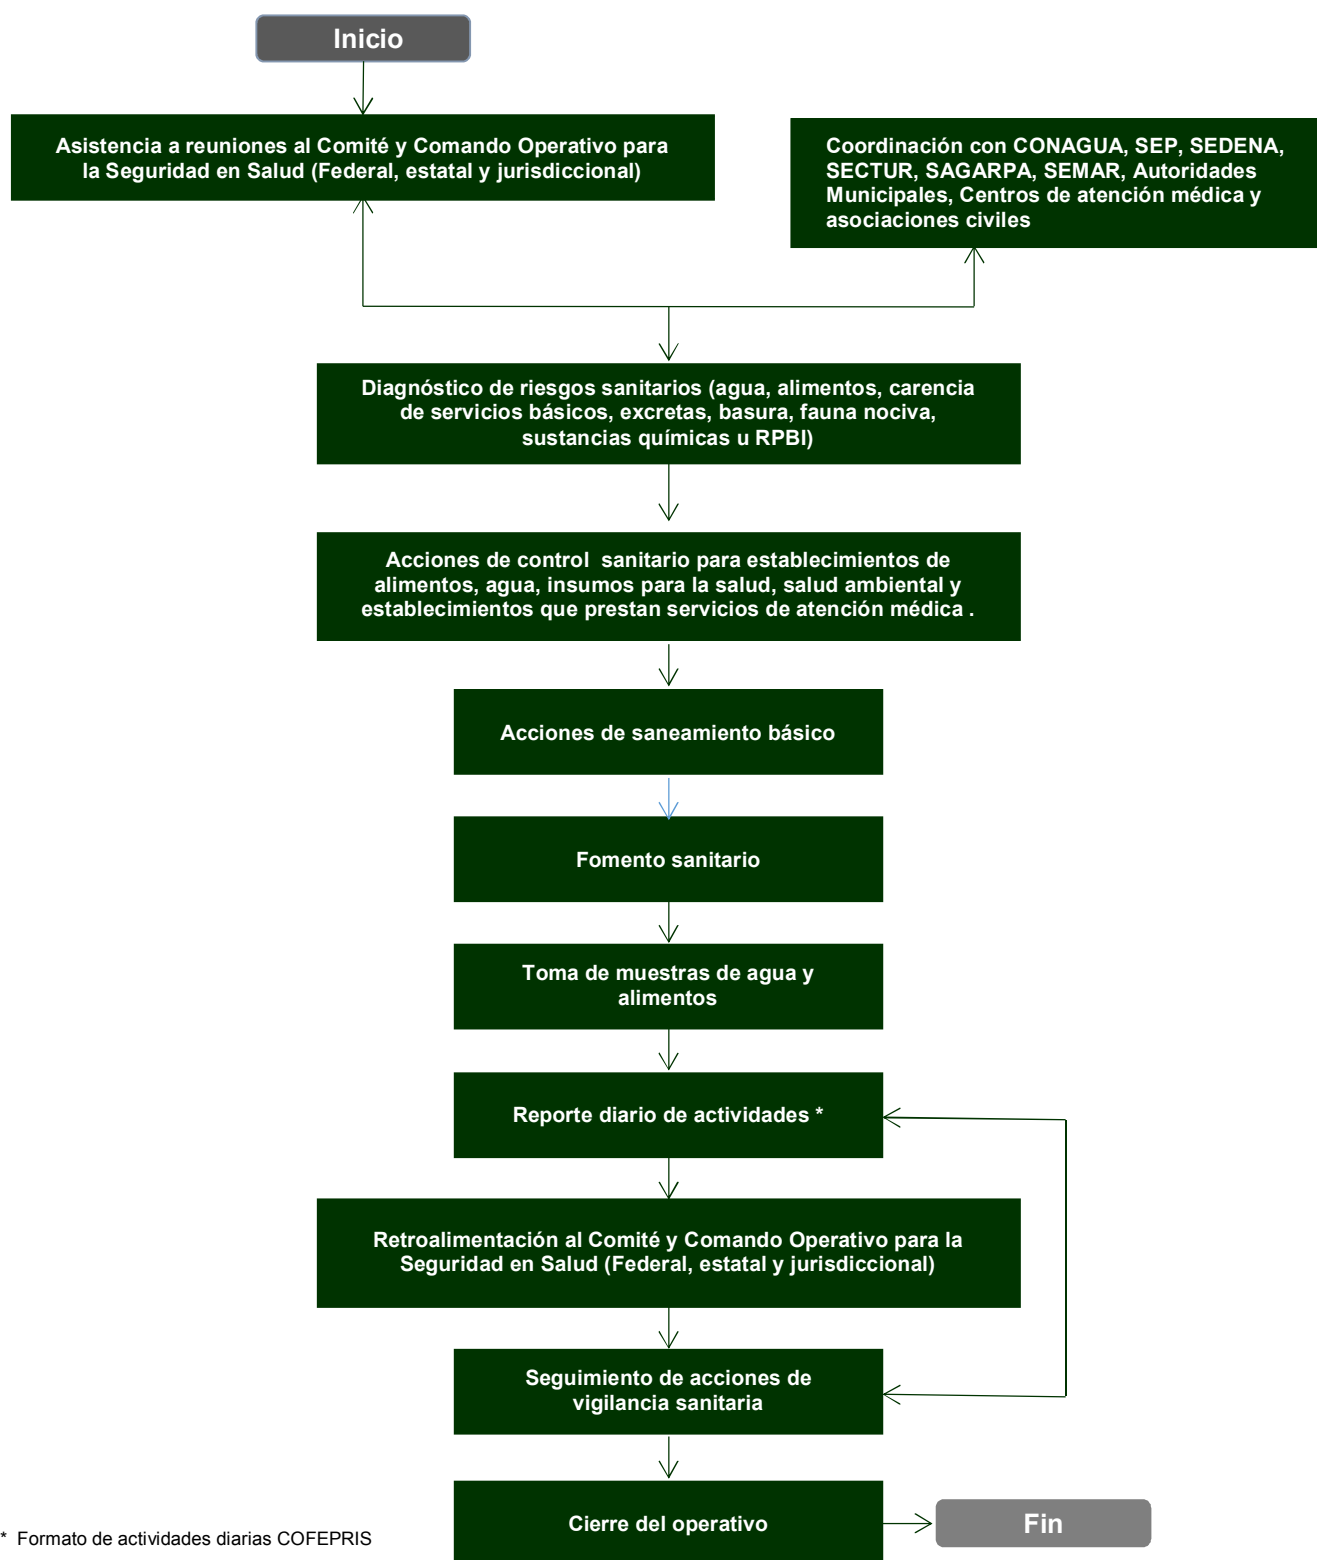 Inicio
Asistencia a reuniones al Comité y Comando Operativo para
la Seguridad en Salud (Federal, estatal y jurisdiccional)
Coordinación con CONAGUA, SEP, SEDENA,
SECTUR, SAGARPA, SEMAR, Autoridades
Municipales, Centros de atención médica y
asociaciones civiles
Diagnóstico de riesgos sanitarios (agua, alimentos, carencia
de servicios básicos, excretas, basura, fauna nociva,
sustancias químicas u RPBI)
Acciones de control sanitario para establecimientos de
alimentos, agua, insumos para la salud, salud ambiental y
establecimientos que prestan servicios de atención médica .
Acciones de saneamiento básico
Fomento sanitario
Toma de muestras de agua y
alimentos
Reporte diario de actividades *
Retroalimentación al Comité y Comando Operativo para la
Seguridad en Salud (Federal, estatal y jurisdiccional)
Seguimiento de acciones de
vigilancia sanitaria
Cierre del operativo
Fin
* Formato de actividades diarias COFEPRIS